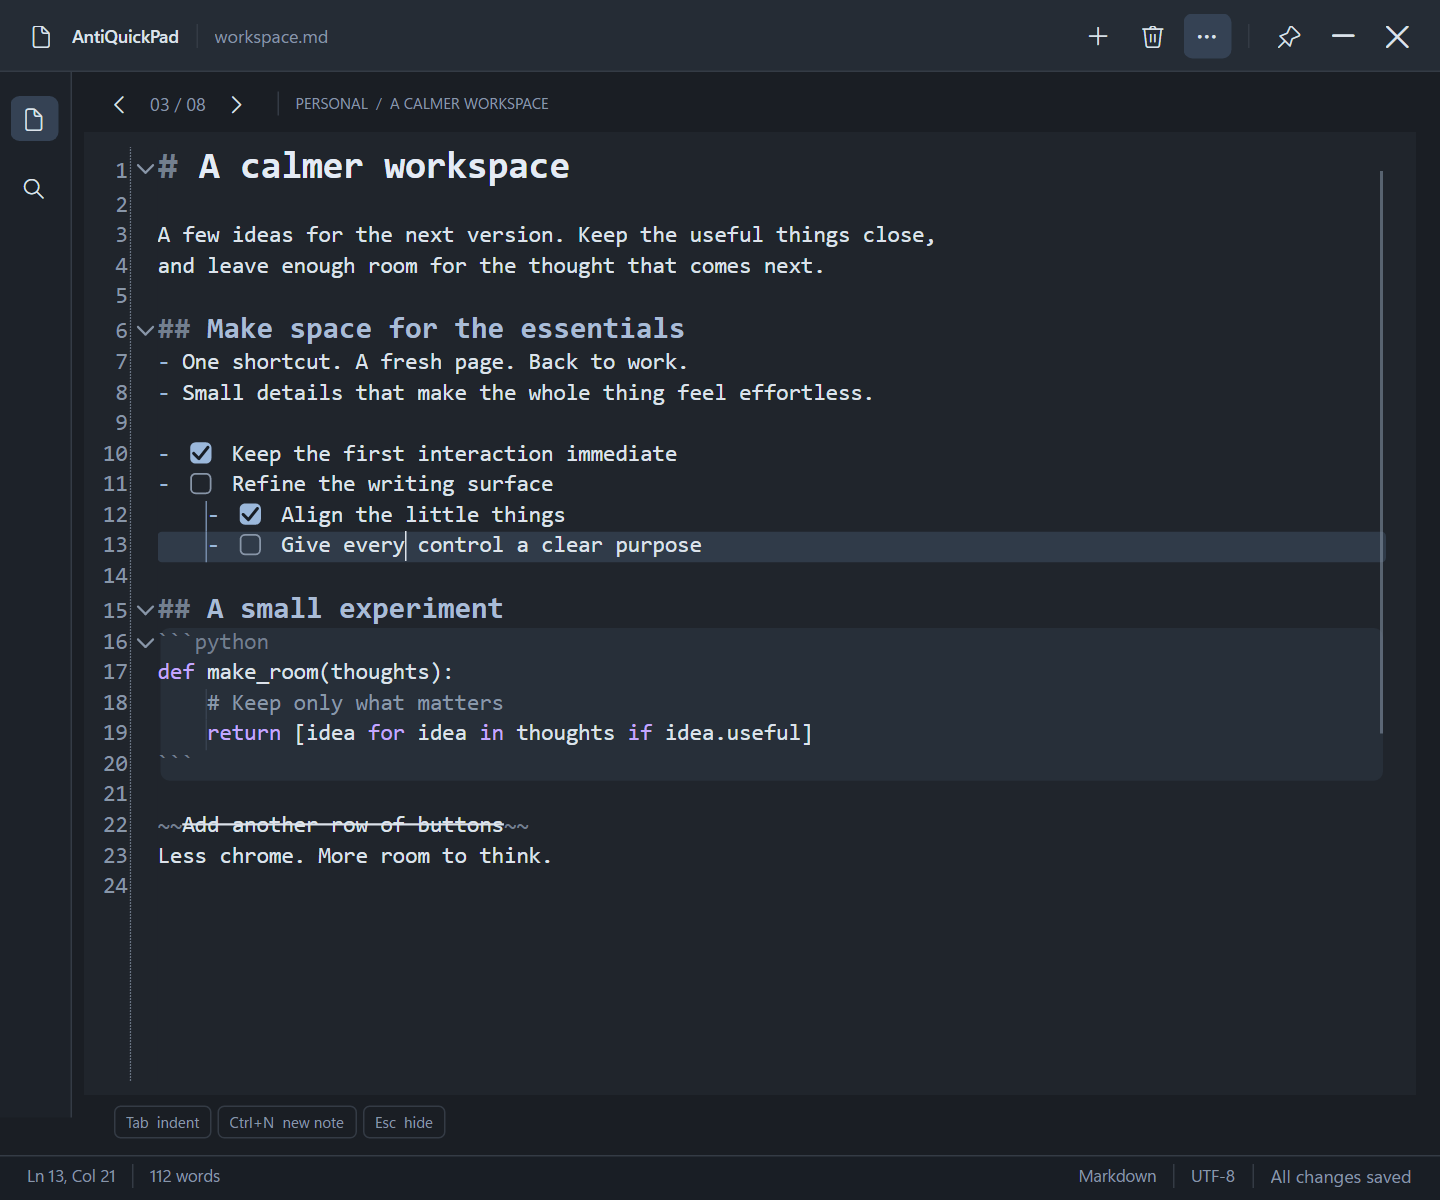 AntiQuickPad workspace.md
03 / 08 PERSONAL / A CALMER WORKSPACE
1 # A calmer workspace
2
3 A few ideas for the next version. Keep the useful things close,
4 and leave enough room for the thought that comes next.
5
6 ## Make space for the essentials
7 - One shortcut. A fresh page. Back to work.
8 - Small details that make the whole thing feel effortless.
9
10 - Keep the first interaction immediate
11 - Refine the writing surface
12 - Align the little things
13 - Give every control a clear purpose
14
15 ## A small experiment
16 ```python
17 def make_room(thoughts):
18 # Keep only what matters
19 return [idea for idea in thoughts if idea.useful]
20 ```
21
22 ~~Add another row of buttons~~
23 Less chrome. More room to think.
24
Tab indent Ctrl+N new note Esc hide
Ln 13, Col 21 112 words Markdown UTF-8 All changes saved